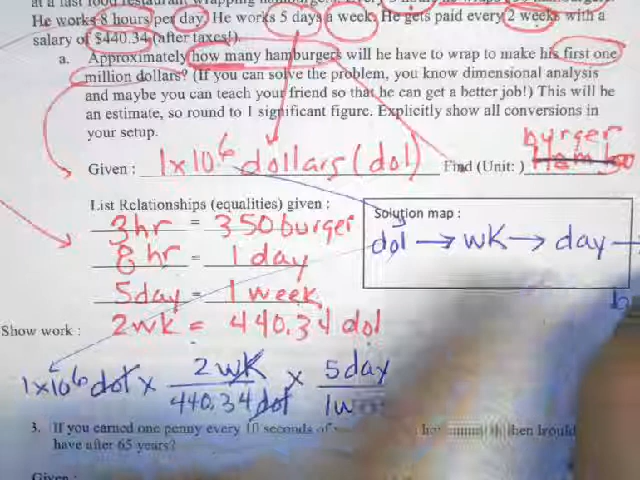 He works 8 hours per day. He works 5 days a week. He gets paid every 2 weeks with a
salary of $440.34 (after taxes!).
a. Approximately how many hamburgers will he have to wrap to make his first one
million dollars? (If you can solve the problem, you know dimensional analysis
and maybe you can teach your friend so that he can get a better job!) This will be
an estimate, so round to 1 significant figure. Explicitly show all conversions in
your setup.
burger
Given : 1x10⁶ dollars (dol) Find (Unit: )
List Relationships (equalities) given :
Solution map :
3hr = 350 burger
dol → wK → day →
8 hr = 1 day
5day = 1 week
Show work : 2wk = 440.34 dol
1x10⁶ dol x 2wK / 440.34 dol x 5day / 1w
3. If you earned one penny every 10 seconds of
have after 65 years?
Given :